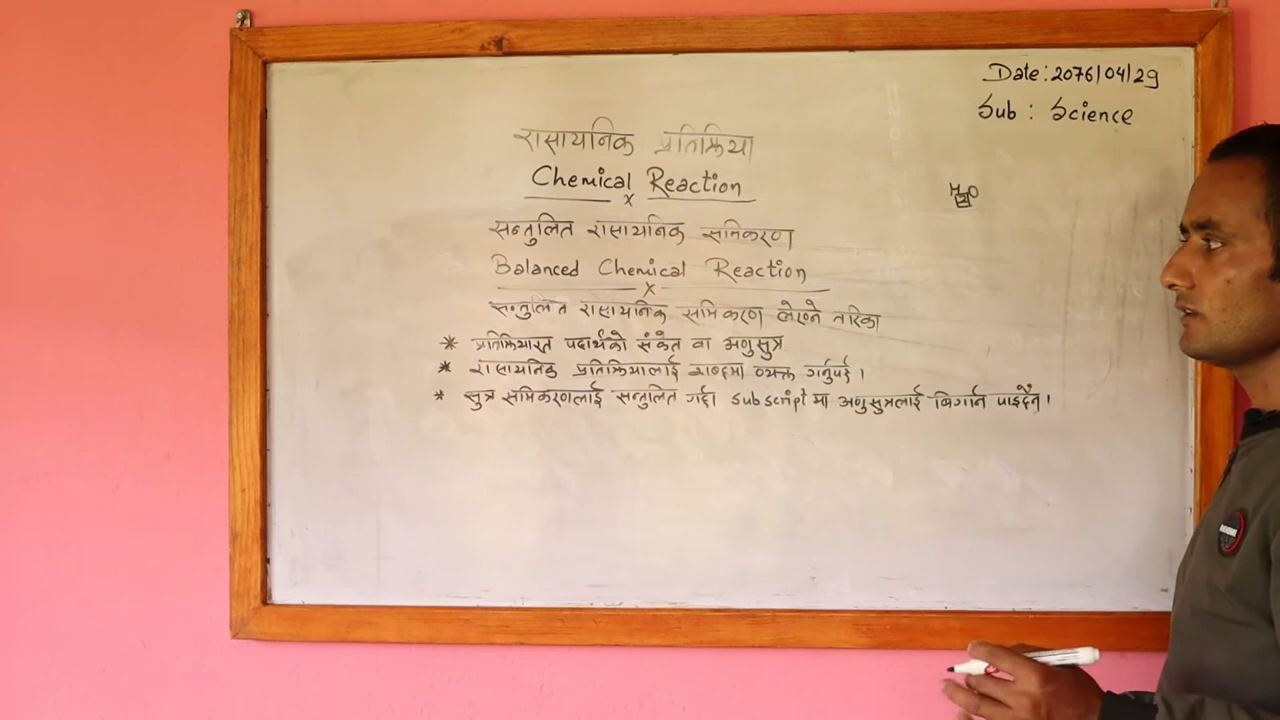 Date: 2076/04/29
Sub : Science
रासायनिक प्रतिक्रिया
Chemical Reaction
x
H2O
सन्तुलित रासायनिक समिकरण
Balanced Chemical Reaction
x
सन्तुलित रासायनिक समिकरण लेख्ने तरिका
* प्रतिक्रियारत पदार्थको संकेत वा अणुसुत्र
* रासायनिक प्रतिक्रियालाई शब्दमा व्यक्त गर्नुपर्छ ।
* सुत्र समिकरणलाई सन्तुलित गर्दा subscript मा अणुसुत्रलाई बिगार्न पाइदैन ।